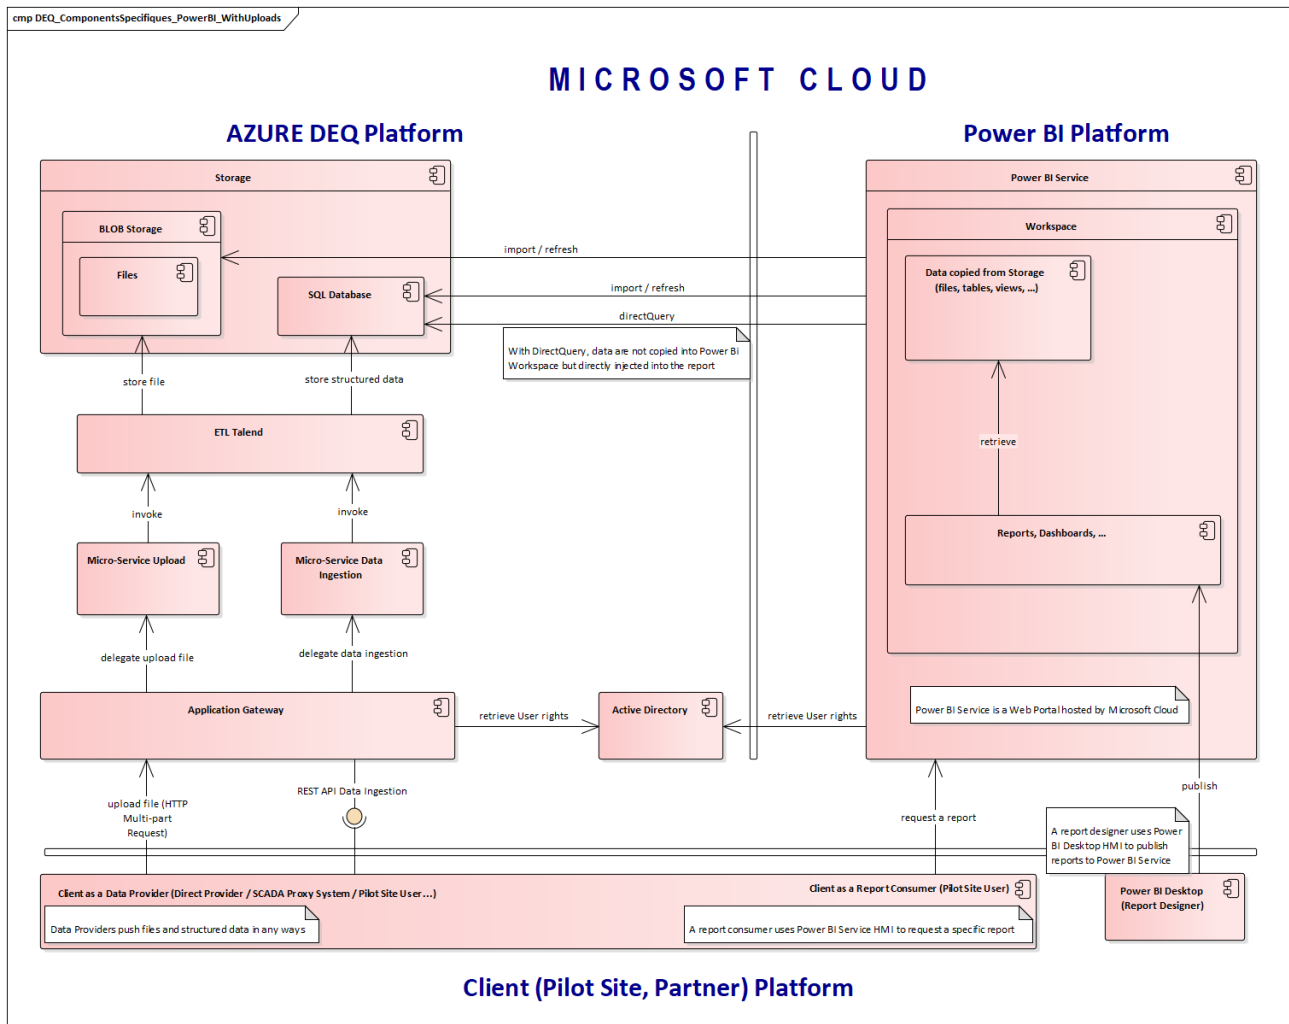 cmp DEQ_ComponentsSpecifiques_PowerBI_WithUploads
MICROSOFT CLOUD
AZURE DEQ Platform
Power BI Platform
Storage
BLOB Storage
Files
SQL Database
import / refresh
import / refresh
directQuery
With DirectQuery, data are not copied into Power BI
Workspace but directly injected into the report
Power BI Service
Workspace
Data copied from Storage
(files, tables, views, ...)
retrieve
Reports, Dashboards, ...
store file
store structured data
ETL Talend
invoke
invoke
Micro-Service Upload
Micro-Service Data
Ingestion
delegate upload file
delegate data ingestion
Application Gateway
retrieve User rights
Active Directory
retrieve User rights
Power BI Service is a Web Portal hosted by Microsoft Cloud
upload file (HTTP
Multi-part
Request)
REST API Data Ingestion
request a report
publish
A report designer uses Power
BI Desktop HMI to publish
reports to Power BI Service
Client as a Data Provider (Direct Provider / SCADA Proxy System / Pilot Site User...)
Data Providers push files and structured data in any ways
Client as a Report Consumer (Pilot Site User)
A report consumer uses Power BI Service HMI to request a specific report
Power BI Desktop
(Report Designer)
Client (Pilot Site, Partner) Platform